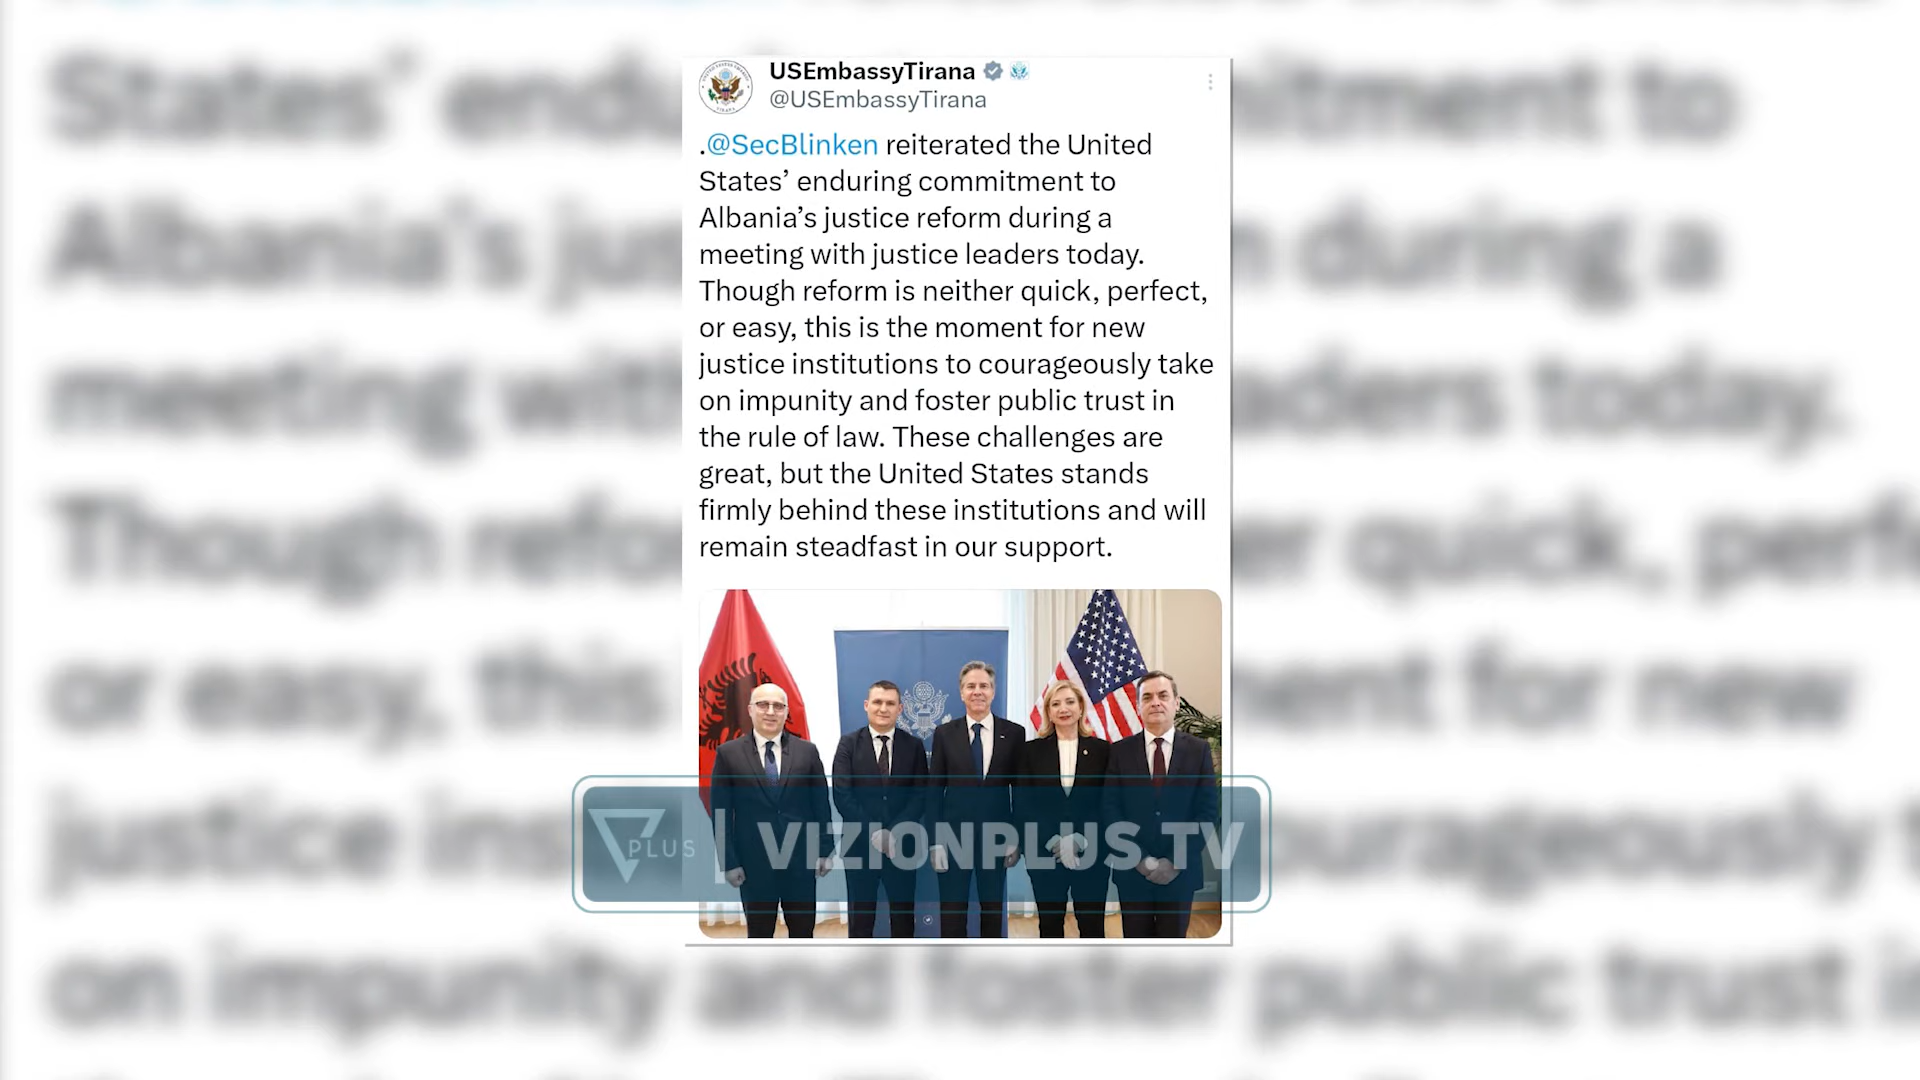 USEmbassyTirana
@USEmbassyTirana
.@SecBlinken reiterated the United
States’ enduring commitment to
Albania’s justice reform during a
meeting with justice leaders today.
Though reform is neither quick, perfect,
or easy, this is the moment for new
justice institutions to courageously take
on impunity and foster public trust in
the rule of law. These challenges are
great, but the United States stands
firmly behind these institutions and will
remain steadfast in our support.
PLUS | VIZIONPLUS.TV